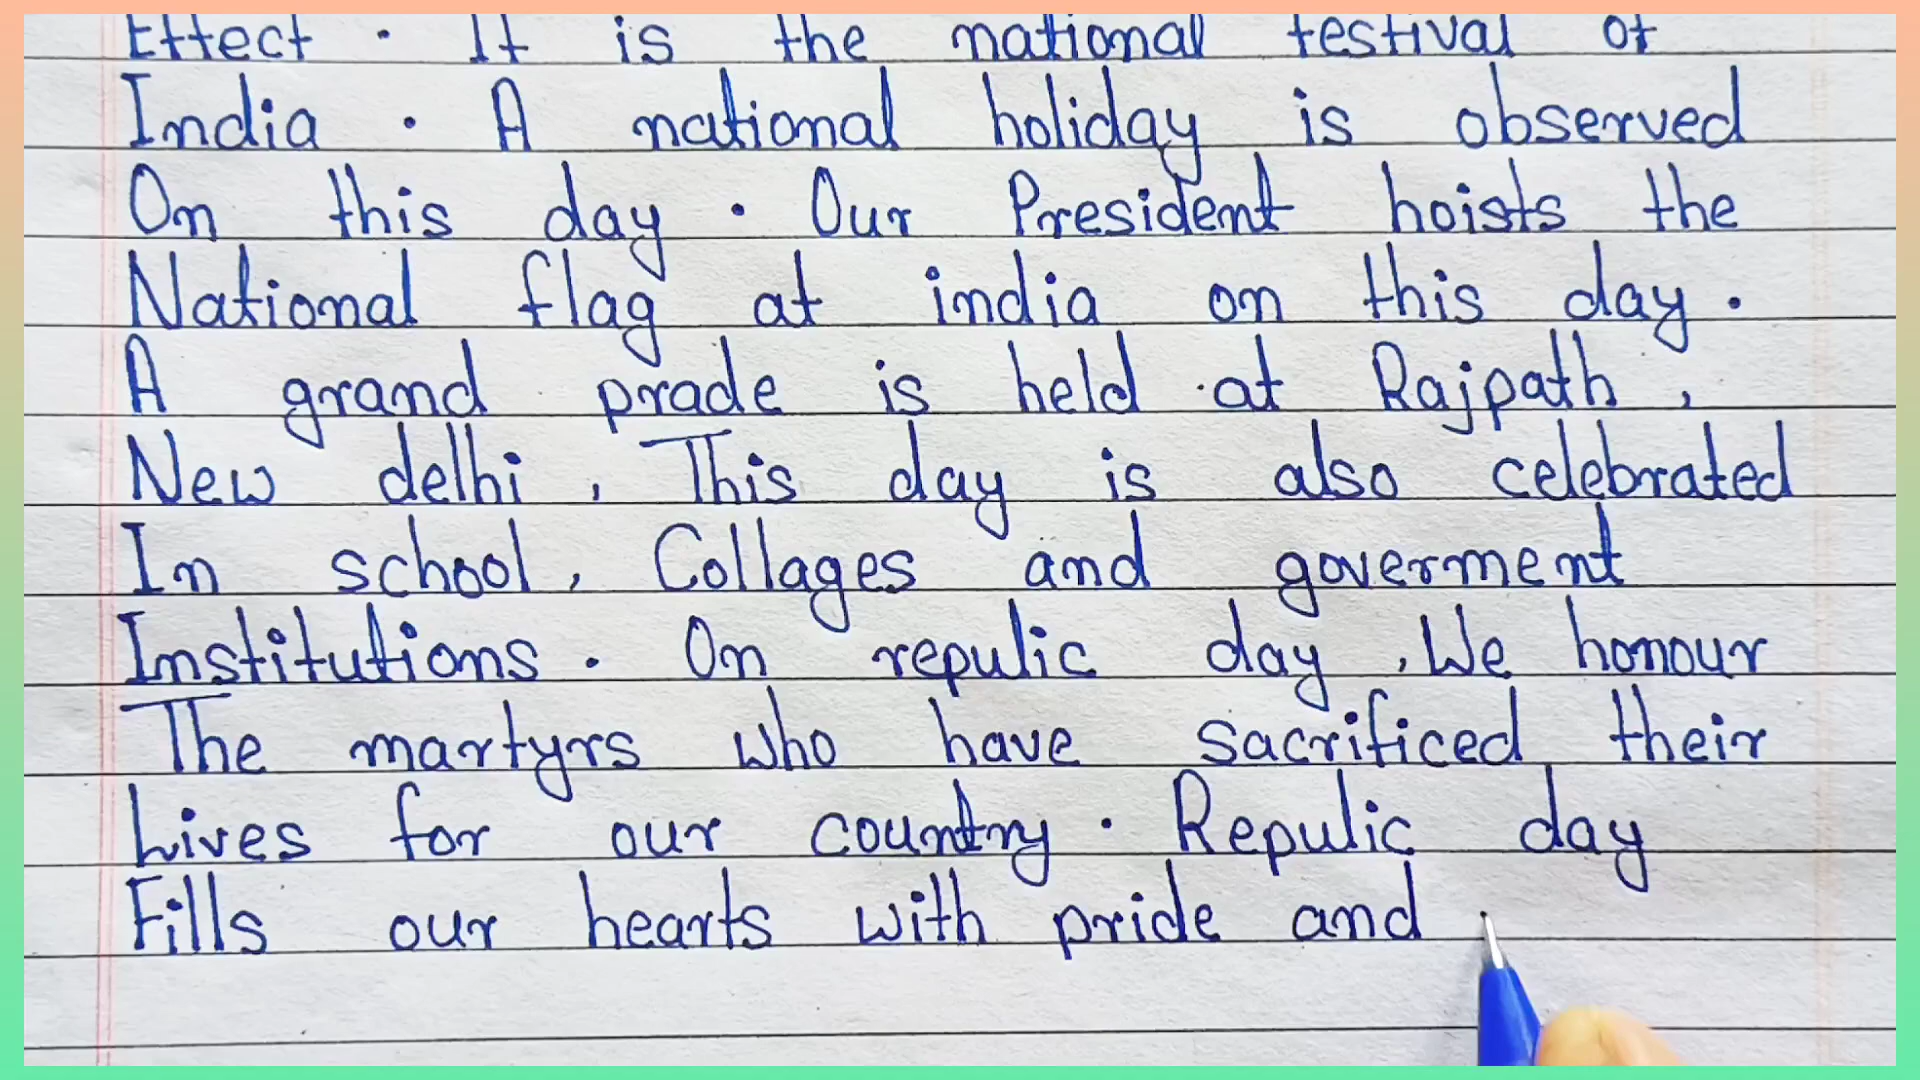 Effect . It is the national festival of
India . A national holiday is observed
On this day . Our President hoists the
National flag at india on this day .
A grand prade is held at Rajpath ,
New delhi , This day is also celebrated
In school , Collages and goverment
Institutions . On repulic day , We honour
The martyrs who have sacrificed their
Lives for our country . Repulic day
Fills our hearts with pride and